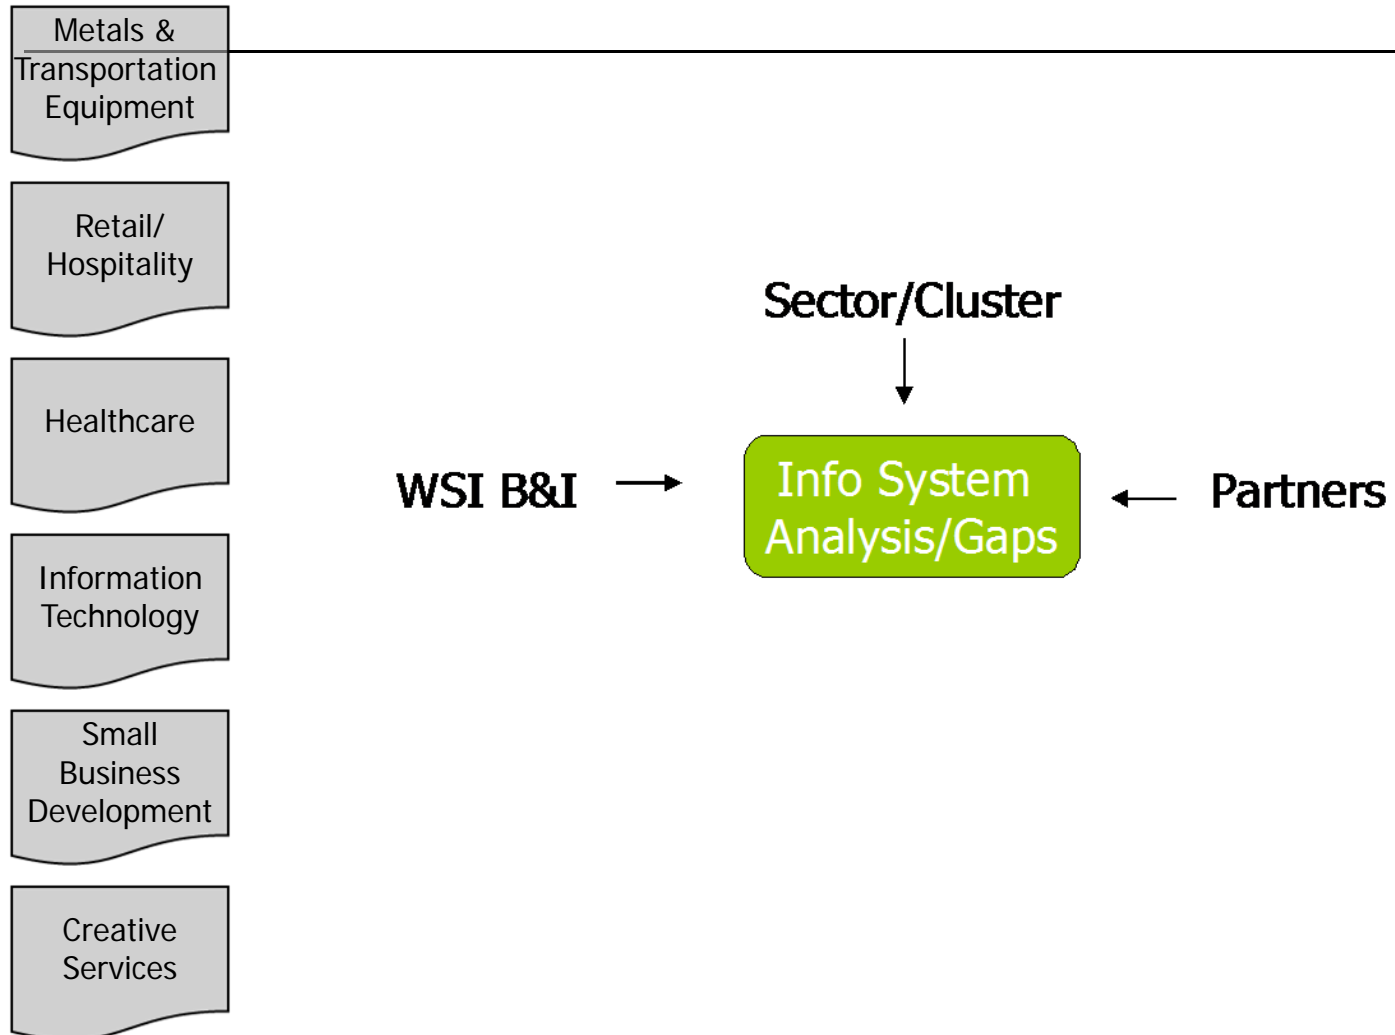 Metals &
Transportation
Equipment
Retail/
Hospitality
Healthcare
Information
Technology
Small
Business
Development
Creative
Services
Sector/Cluster
WSI B&I
Info System
Analysis/Gaps
Partners